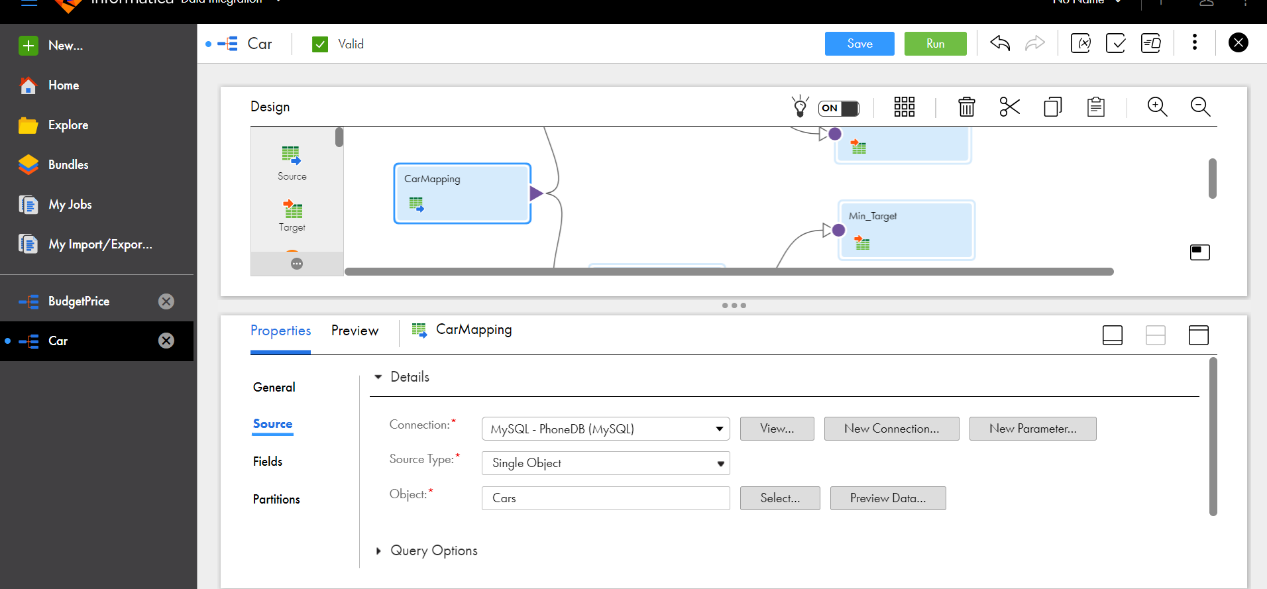 Informatica Data Integration
No Name
New...
Home
Explore
Bundles
My Jobs
My Import/Expor...
BudgetPrice
Car
Car
Valid
Save
Run
Design
ON
Source
Target
CarMapping
Min_Target
Properties
Preview
CarMapping
General
Source
Fields
Partitions
Details
Connection:*
MySQL - PhoneDB (MySQL)
View...
New Connection...
New Parameter...
Source Type:*
Single Object
Object:*
Cars
Select...
Preview Data...
Query Options